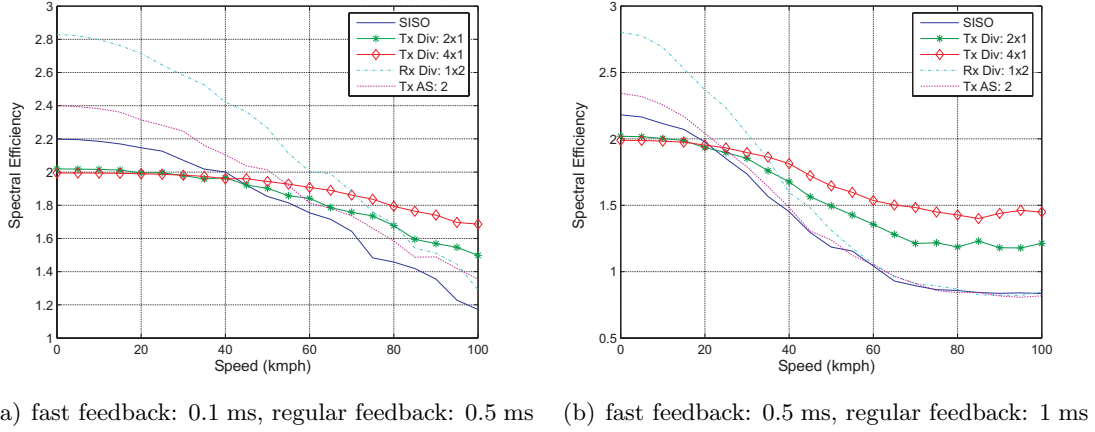 3
2.8
2.6
2.4
2.2
2.0
1.8
1.6
1.4
1.2
1
0
20
40
60
80
100
Spectral Efficiency
Speed (kmph)
SISO
Tx Div: 2x1
Tx Div: 4x1
Rx Div: 1x2
Tx AS: 2
3
2.5
2
1.5
1
0.5
0
20
40
60
80
100
Spectral Efficiency
Speed (kmph)
SISO
Tx Div: 2x1
Tx Div: 4x1
Rx Div: 1x2
Tx AS: 2
a) fast feedback: 0.1 ms, regular feedback: 0.5 ms
(b) fast feedback: 0.5 ms, regular feedback: 1 ms